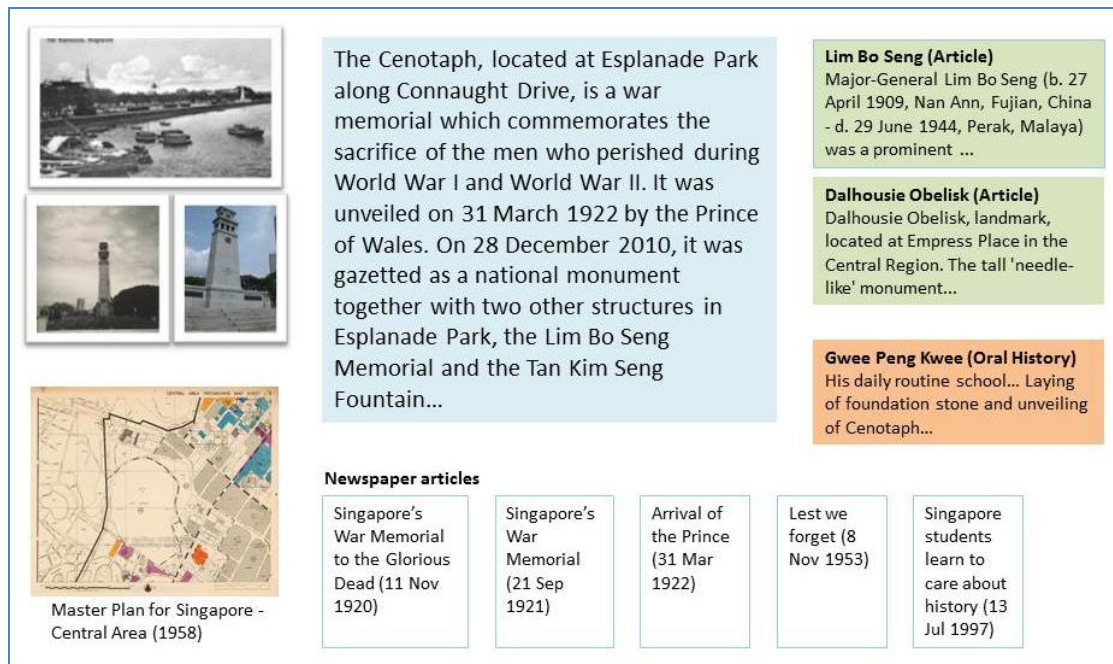 The Esplanade, Singapore
The Cenotaph, located at Esplanade Park
along Connaught Drive, is a war
memorial which commemorates the
sacrifice of the men who perished during
World War I and World War II. It was
unveiled on 31 March 1922 by the Prince
of Wales. On 28 December 2010, it was
gazetted as a national monument
together with two other structures in
Esplanade Park, the Lim Bo Seng
Memorial and the Tan Kim Seng
Fountain...
Lim Bo Seng (Article)
Major-General Lim Bo Seng (b. 27
April 1909, Nan Ann, Fujian, China
- d. 29 June 1944, Perak, Malaya)
was a prominent ...
Dalhousie Obelisk (Article)
Dalhousie Obelisk, landmark,
located at Empress Place in the
Central Region. The tall 'needle-
like' monument...
Gwee Peng Kwee (Oral History)
His daily routine school... Laying
of foundation stone and unveiling
of Cenotaph...
CENTRAL AREA PROGRAMME MAP SHEET
Master Plan for Singapore -
Central Area (1958)
Newspaper articles
Singapore's
War Memorial
to the Glorious
Dead (11 Nov
1920)
Singapore's
War
Memorial
(21 Sep
1921)
Arrival of
the Prince
(31 Mar
1922)
Lest we
forget (8
Nov 1953)
Singapore
students
learn to
care about
history (13
Jul 1997)